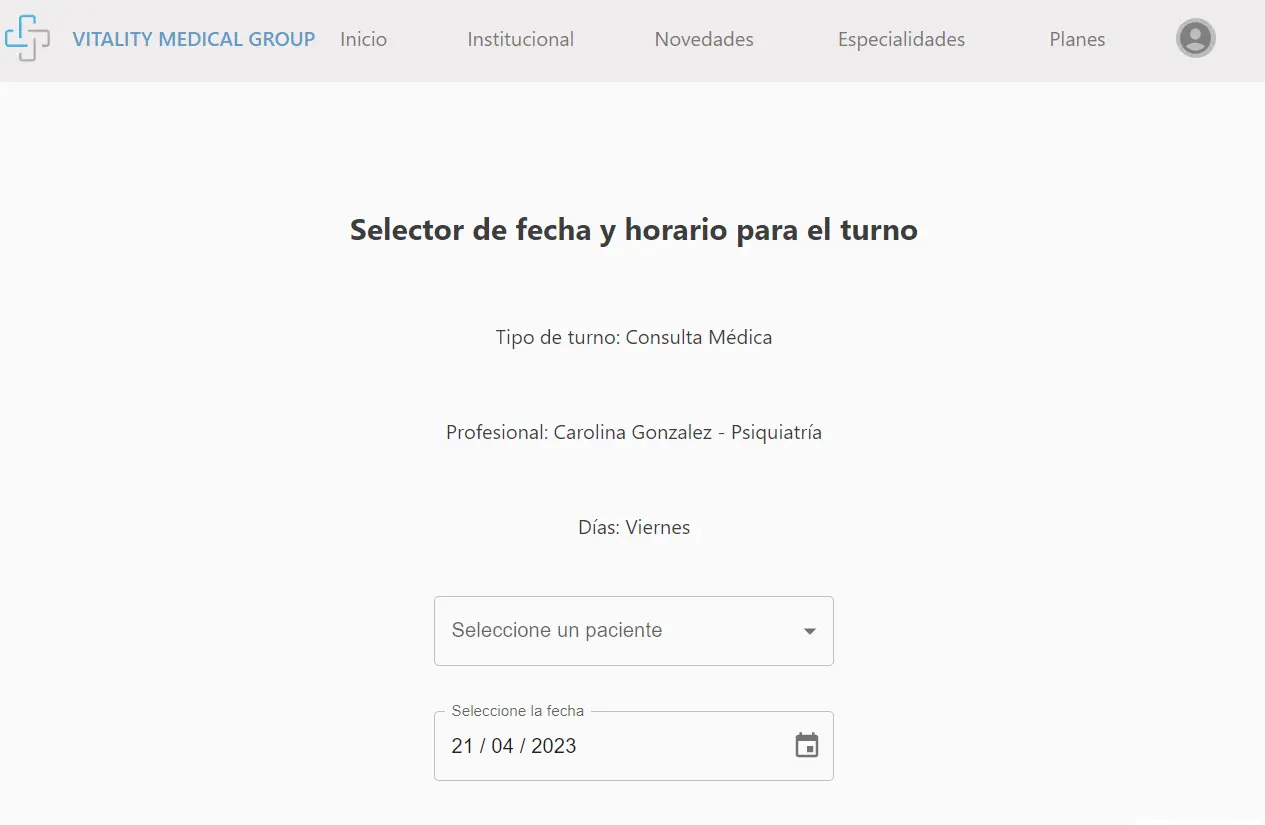 VITALITY MEDICAL GROUP Inicio Institucional Novedades Especialidades Planes
Selector de fecha y horario para el turno
Tipo de turno: Consulta Médica
Profesional: Carolina Gonzalez - Psiquiatría
Días: Viernes
Seleccione un paciente
Seleccione la fecha
21 / 04 / 2023